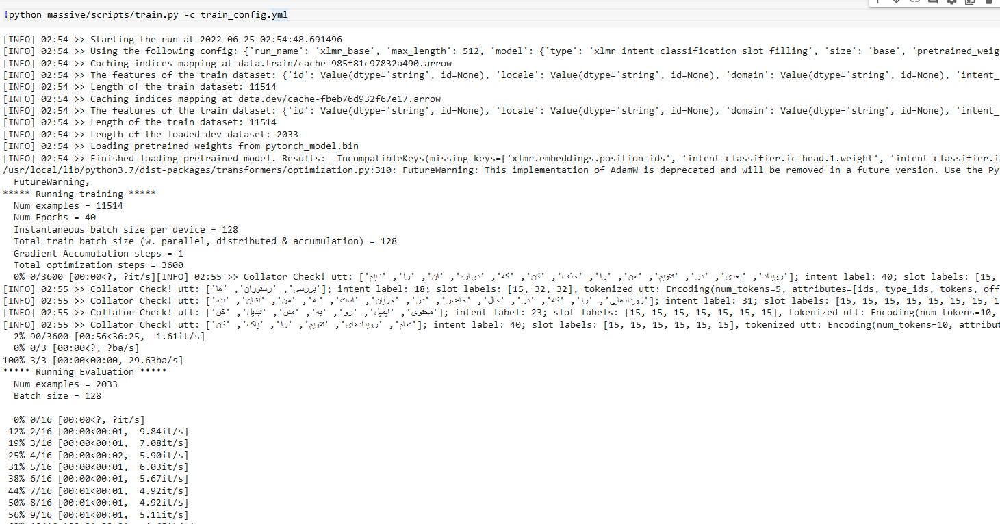 !python massive/scripts/train.py -c train_config.yml
[INFO] 02:54 >> Starting the run at 2022-06-25 02:54:48.691496
[INFO] 02:54 >> Using the following config: {'run_name': 'xlmr_base', 'max_length': 512, 'model': {'type': 'xlmr intent classification slot filling', 'size': 'base', 'pretrained_weig
[INFO] 02:54 >> Caching indices mapping at data.train/cache-985f81c97832a490.arrow
[INFO] 02:54 >> The features of the train dataset: {'id': Value(dtype='string', id=None), 'locale': Value(dtype='string', id=None), 'domain': Value(dtype='string', id=None), 'intent_
[INFO] 02:54 >> Length of the train dataset: 11514
[INFO] 02:54 >> Caching indices mapping at data.dev/cache-fbeb76d932f67e17.arrow
[INFO] 02:54 >> The features of the train dataset: {'id': Value(dtype='string', id=None), 'locale': Value(dtype='string', id=None), 'domain': Value(dtype='string', id=None), 'intent_
[INFO] 02:54 >> Length of the train dataset: 11514
[INFO] 02:54 >> Length of the loaded dev dataset: 2033
[INFO] 02:54 >> Loading pretrained weights from pytorch_model.bin
[INFO] 02:54 >> Finished loading pretrained model. Results: _IncompatibleKeys(missing_keys=['xlmr.embeddings.position_ids', 'intent_classifier.ic_head.1.weight', 'intent_classifier.i
/usr/local/lib/python3.7/dist-packages/transformers/optimization.py:310: FutureWarning: This implementation of AdamW is deprecated and will be removed in a future version. Use the Py
FutureWarning,
***** Running training *****
Num examples = 11514
Num Epochs = 40
Instantaneous batch size per device = 128
Total train batch size (w. parallel, distributed & accumulation) = 128
Gradient Accumulation steps = 1
Total optimization steps = 3600
0% 0/3600 [00:00<?, ?it/s][INFO] 02:55 >> Collator Check! utt: ['رویداد', 'بعدی', 'در', 'تقویم', 'من', 'را', 'حذف', 'کن', 'که', 'دوباره', 'آن', 'را', 'نبینم']; intent label: 40; slot labels: [15,
[INFO] 02:55 >> Collator Check! utt: ['بررسی', 'رستوران', 'ها']; intent label: 18; slot labels: [15, 32, 32], tokenized utt: Encoding(num_tokens=5, attributes=[ids, type_ids, tokens, off
[INFO] 02:55 >> Collator Check! utt: ['رویدادهایی', 'را', 'که', 'در', 'حال', 'حاضر', 'در', 'جریان', 'است', 'به', 'من', 'نشان', 'بده']; intent label: 31; slot labels: [15, 15, 15, 15, 15, 15, 15, 1
[INFO] 02:55 >> Collator Check! utt: ['محتوی', 'ایمیل', 'رو', 'به', 'متن', 'تبدیل', 'کن']; intent label: 23; slot labels: [15, 15, 15, 15, 15, 15, 15], tokenized utt: Encoding(num_tokens=10,
[INFO] 02:55 >> Collator Check! utt: ['تمام', 'رویدادهای', 'تقویم', 'را', 'پاک', 'کن']; intent label: 40; slot labels: [15, 15, 15, 15, 15, 15], tokenized utt: Encoding(num_tokens=10, attribut
2% 90/3600 [00:56<36:25, 1.61it/s]
0% 0/3 [00:00<?, ?ba/s]
100% 3/3 [00:00<00:00, 29.63ba/s]
***** Running Evaluation *****
Num examples = 2033
Batch size = 128
0% 0/16 [00:00<?, ?it/s]
12% 2/16 [00:00<00:01, 9.84it/s]
19% 3/16 [00:00<00:01, 7.08it/s]
25% 4/16 [00:00<00:02, 5.90it/s]
31% 5/16 [00:00<00:01, 6.03it/s]
38% 6/16 [00:00<00:01, 5.67it/s]
44% 7/16 [00:01<00:01, 4.92it/s]
50% 8/16 [00:01<00:01, 4.92it/s]
56% 9/16 [00:01<00:01, 5.11it/s]